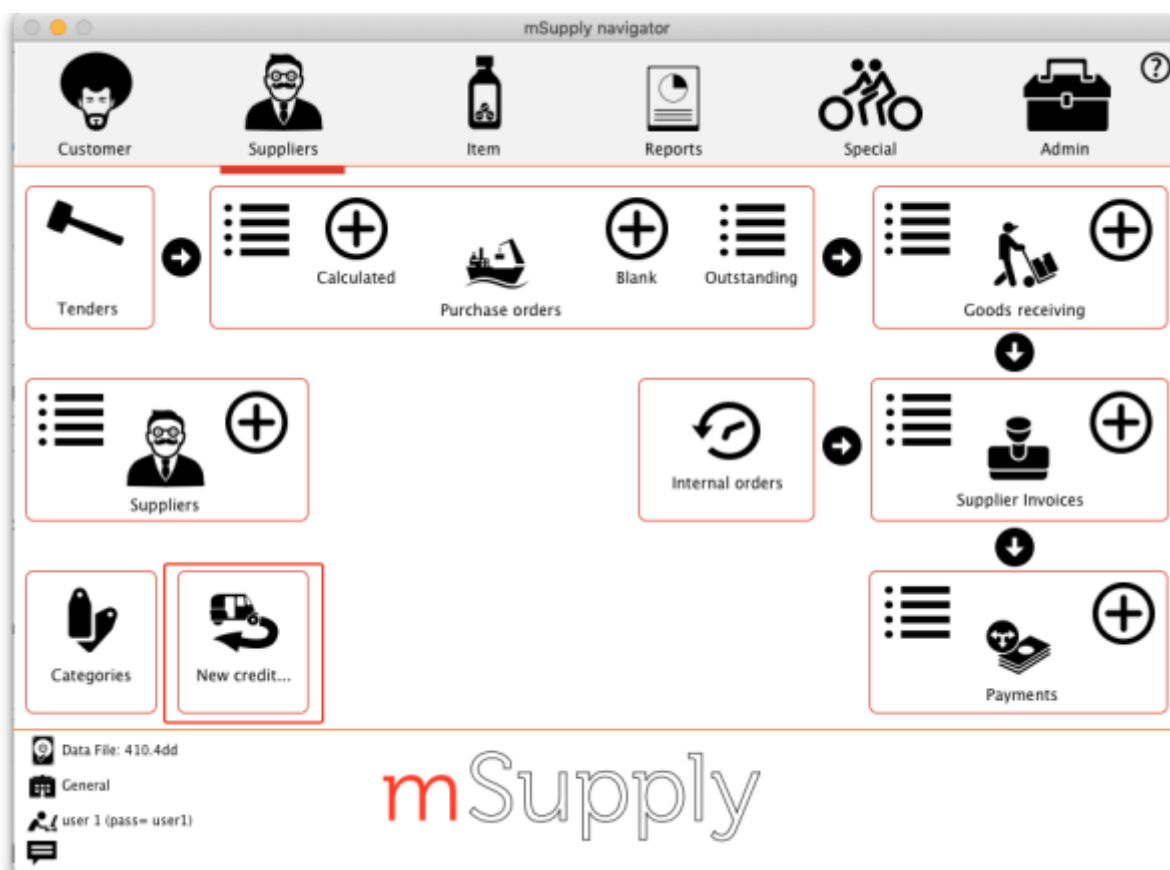 mSupply navigator
?
Customer
Suppliers
Item
Reports
Special
Admin
Calculated
Blank
Outstanding
Tenders
Purchase orders
Goods receiving
Suppliers
Internal orders
Supplier Invoices
Categories
New credit...
Payments
Data File: 410.4dd
General
user 1 (pass= user1)
mSupply